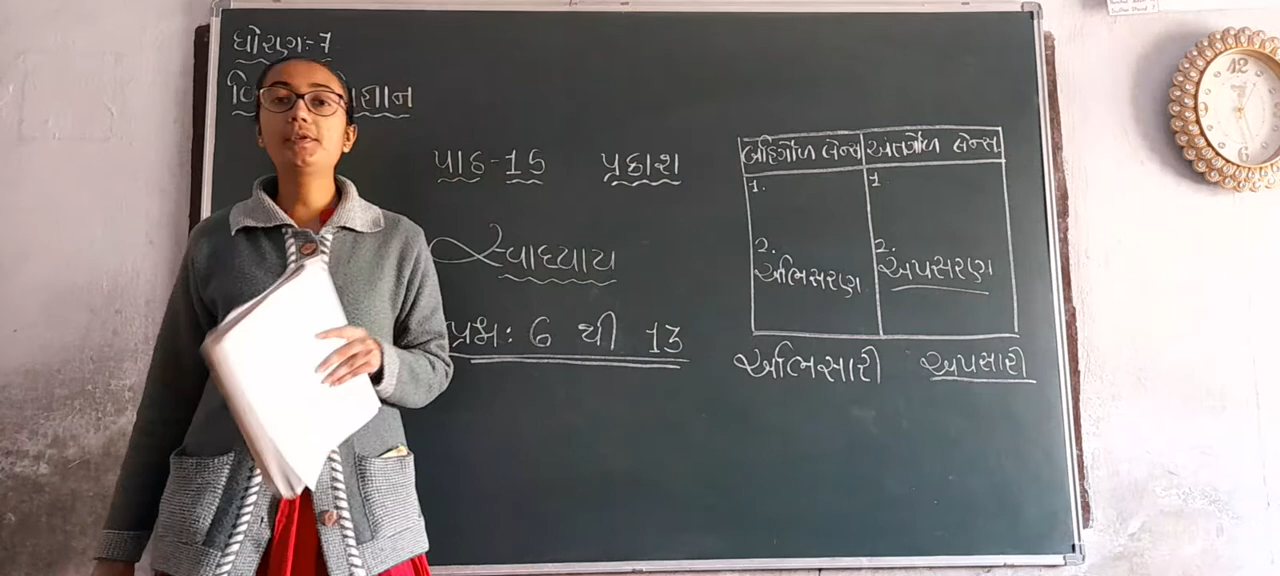 ધોરણ:-7
પાઠ-15 પ્રકાશ
સ્વાધ્યાય
પ્રશ્ન: 6 થી 13
બહિર્ગોળ લેન્સ અંતર્ગોળ લેન્સ
1. 1.
2. 2.
અભિસરણ અપસરણ
અભિસારી અપસારી
12
6